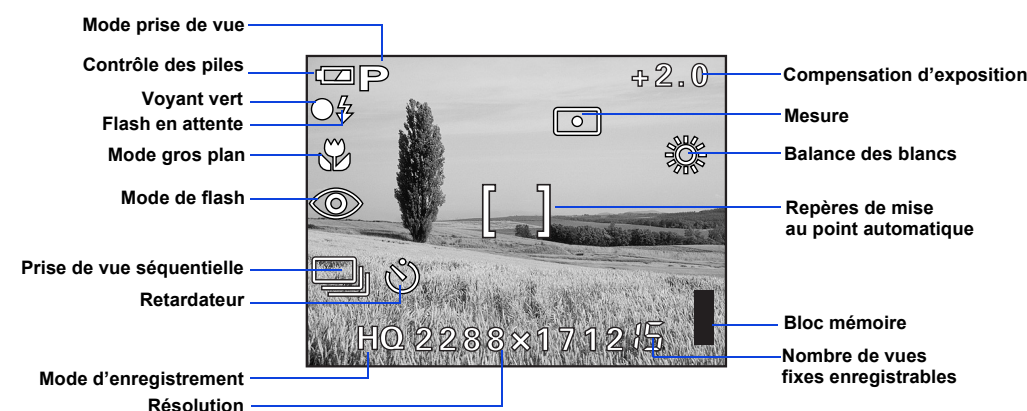 Mode prise de vue
Contrôle des piles
Voyant vert
Flash en attente
Mode gros plan
Mode de flash
Prise de vue séquentielle
Retardateur
Mode d'enregistrement
Résolution
P
+2.0
HQ 2288×1712 15
Compensation d'exposition
Mesure
Balance des blancs
Repères de mise
au point automatique
Bloc mémoire
Nombre de vues
fixes enregistrables